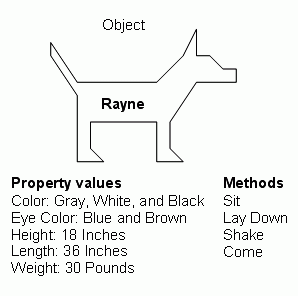 Object
Rayne
Property values
Color: Gray, White, and Black
Eye Color: Blue and Brown
Height: 18 Inches
Length: 36 Inches
Weight: 30 Pounds
Methods
Sit
Lay Down
Shake
Come